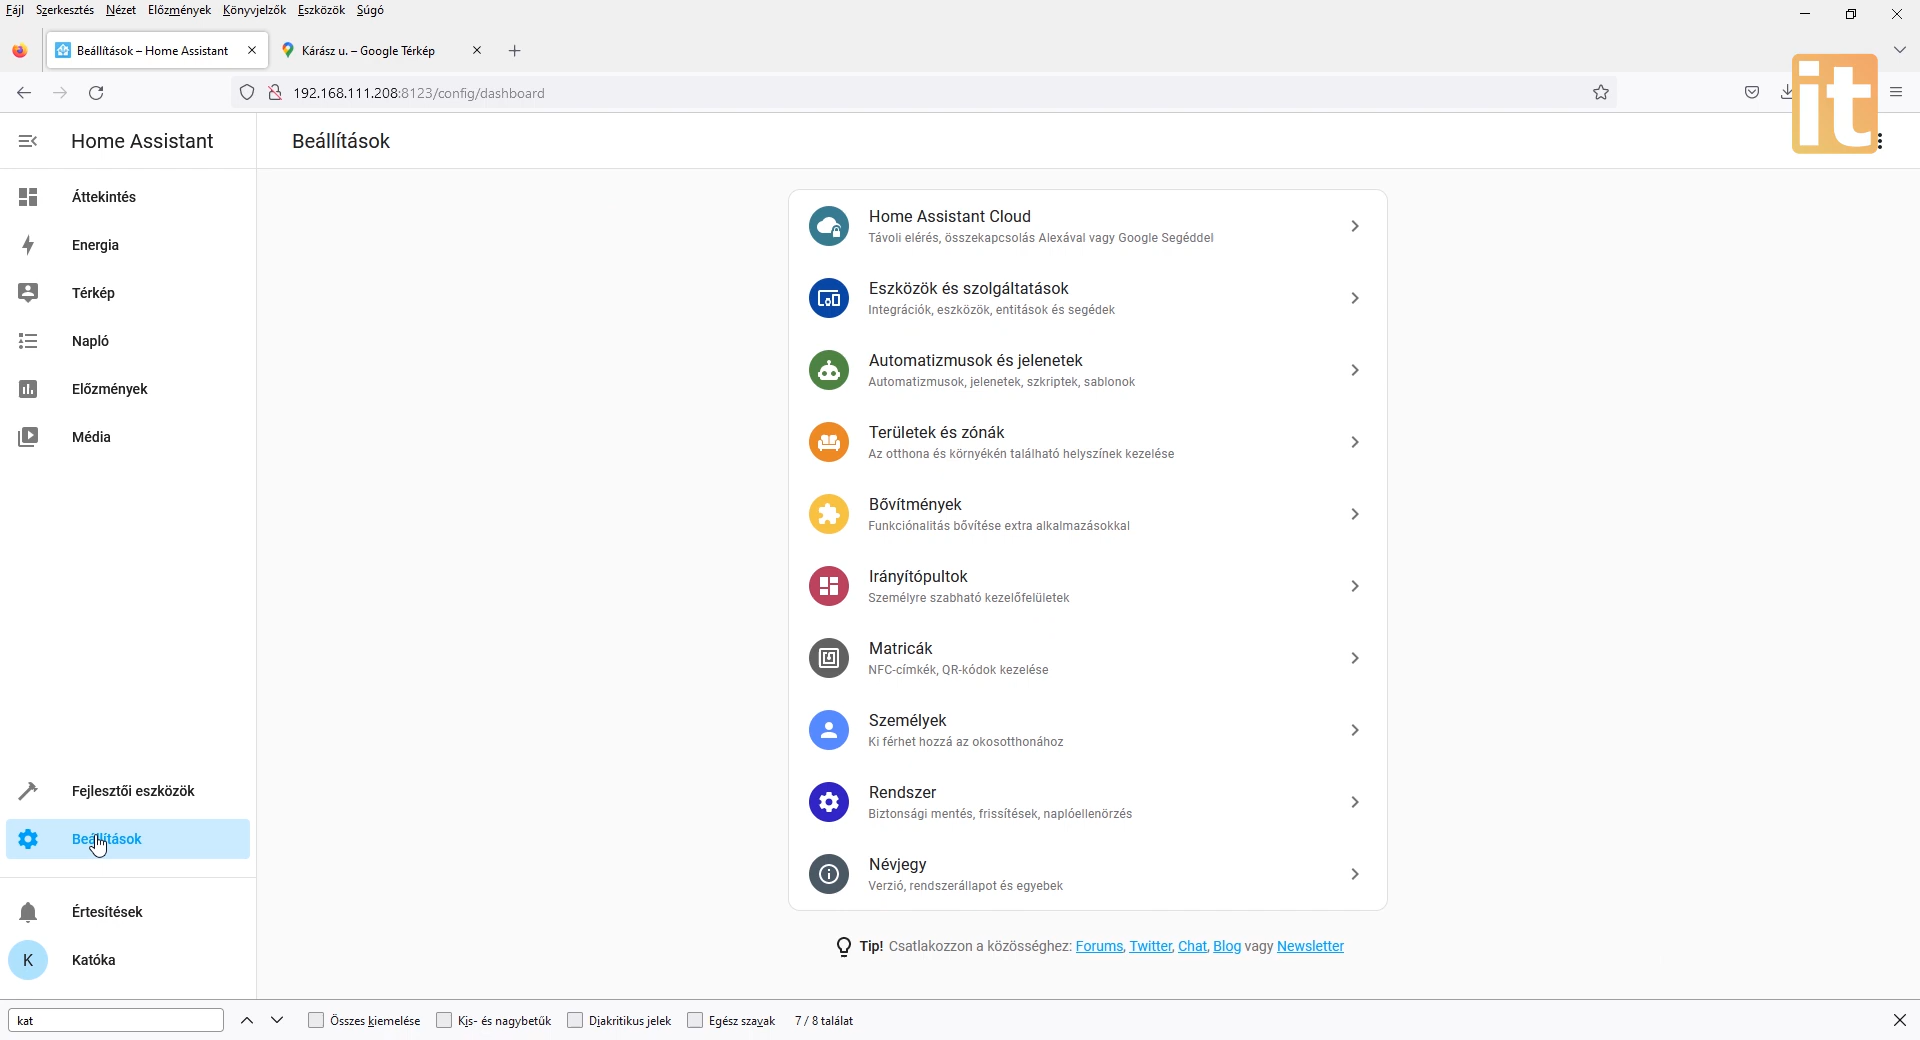 Fájl Szerkesztés Nézet Előzmények Könyvjelzők Eszközök Súgó
Beállítások – Home Assistant
Kárász u. – Google Térkép
192.168.111.208:8123/config/dashboard
it
Home Assistant
Beállítások
Áttekintés
Energia
Térkép
Napló
Előzmények
Média
Fejlesztői eszközök
Beállítások
Értesítések
K Katóka
Home Assistant Cloud
Távoli elérés, összekapcsolás Alexával vagy Google Segéddel
Eszközök és szolgáltatások
Integrációk, eszközök, entitások és segédek
Automatizmusok és jelenetek
Automatizmusok, jelenetek, szkriptek, sablonok
Területek és zónák
Az otthona és környékén található helyszínek kezelése
Bővítmények
Funkciónalitás bővítése extra alkalmazásokkal
Irányítópultok
Személyre szabható kezelőfelületek
Matricák
NFC-címkék, QR-kódok kezelése
Személyek
Ki férhet hozzá az okosotthonához
Rendszer
Biztonsági mentés, frissítések, naplóellenörzés
Névjegy
Verzió, rendszerállapot és egyebek
Tip! Csatlakozzon a közösséghez: Forums, Twitter, Chat, Blog vagy Newsletter
kat
Összes kiemelése
Kis- és nagybetűk
Diakritikus jelek
Egész szavak
7 / 8 találat